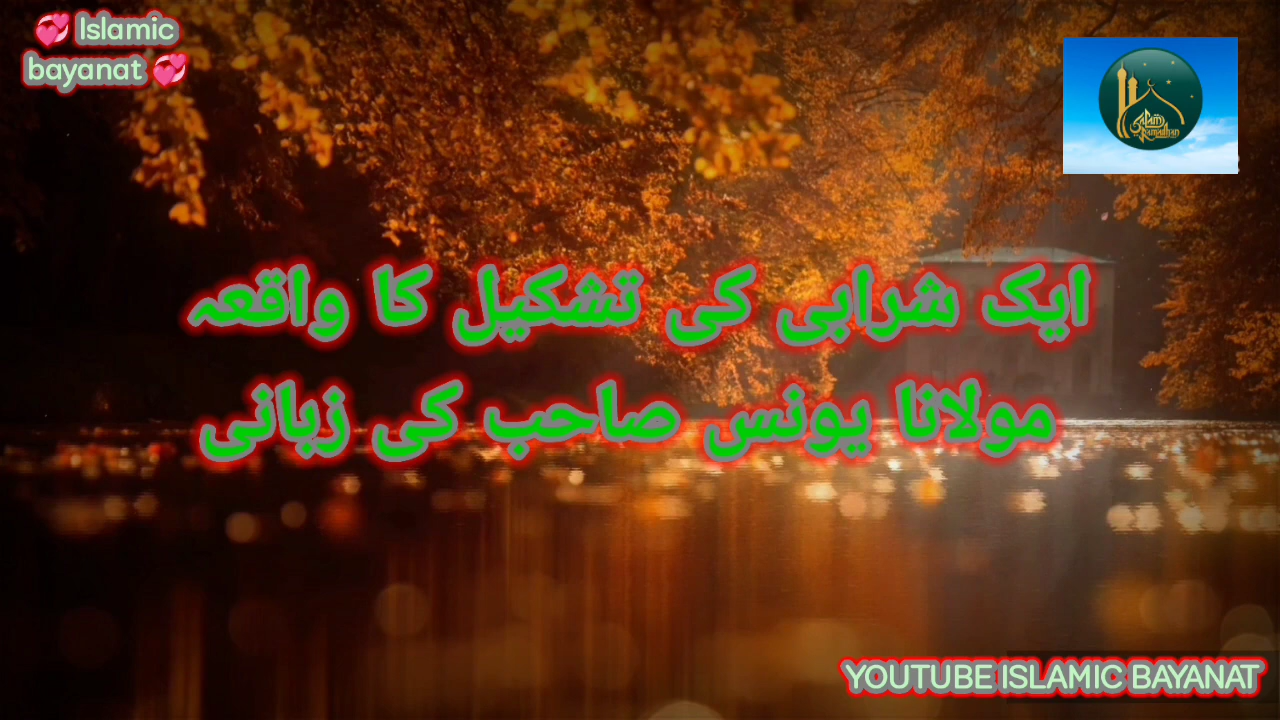 💞 Islamic
bayanat 💞
ایک شرابی کی تشکیل کا واقعہ
مولانا یونس صاحب کی زبانی
YOUTUBE ISLAMIC BAYANAT